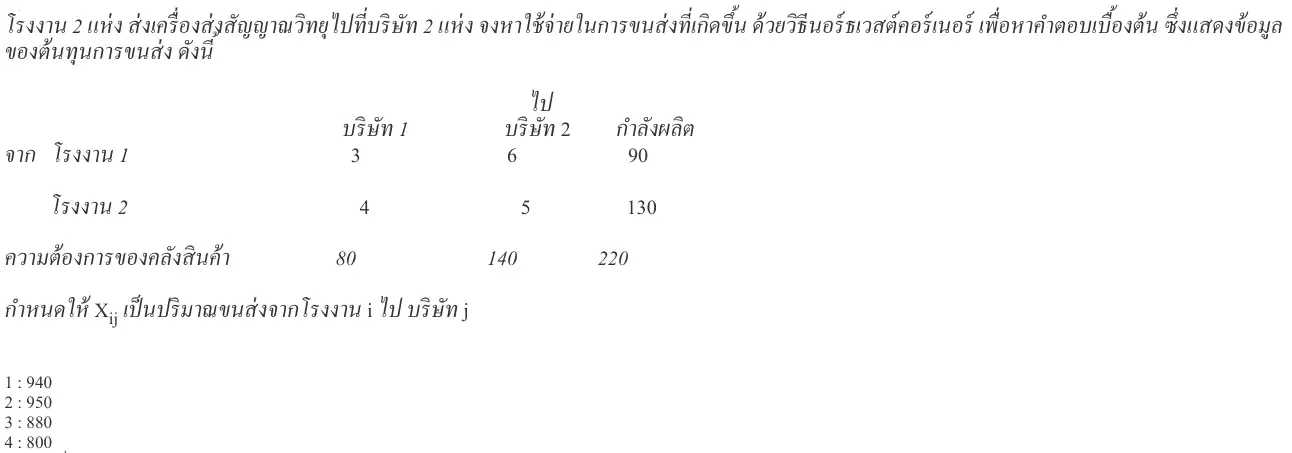 โรงงาน 2 แห่ง ส่งเครื่องส่งสัญญาณวิทยุไปที่บริษัท 2 แห่ง จงหาใช้จ่ายในการขนส่งที่เกิดขึ้น ด้วยวิธีนอร์ธเวสต์คอร์เนอร์ เพื่อหาคำตอบเบื้องต้น ซึ่งแสดงข้อมูล
ของต้นทุนการขนส่ง ดังนี้
ไป
บริษัท 1 บริษัท 2 กำลังผลิต
จาก โรงงาน 1 3 6 90
โรงงาน 2 4 5 130
ความต้องการของคลังสินค้า 80 140 220
กำหนดให้ Xij เป็นปริมาณขนส่งจากโรงงาน i ไป บริษัท j
1 : 940
2 : 950
3 : 880
4 : 800